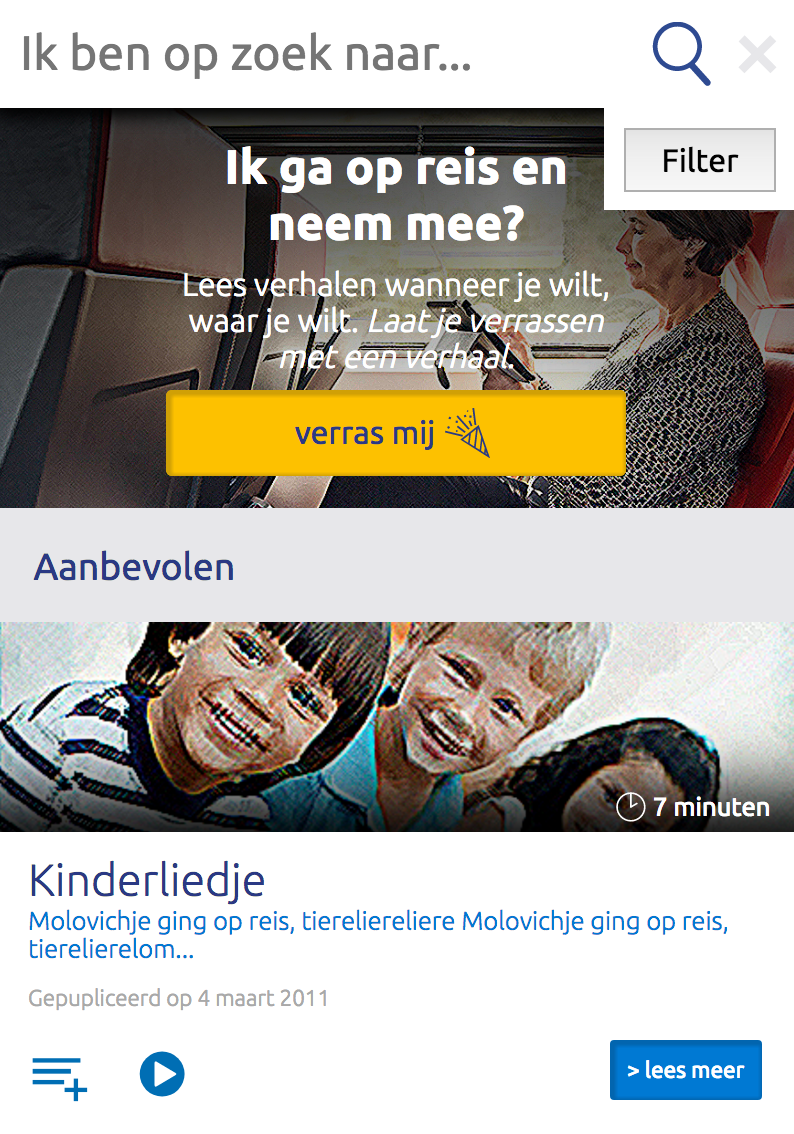 Ik ben op zoek naar...
Filter
Ik ga op reis en
neem mee?
Lees verhalen wanneer je wilt,
waar je wilt. Laat je verrassen
met een verhaal.
verras mij
Aanbevolen
7 minuten
Kinderliedje
Molovichje ging op reis, tiereliereliere Molovichje ging op reis,
tierelierelom...
Gepupliceerd op 4 maart 2011
> lees meer